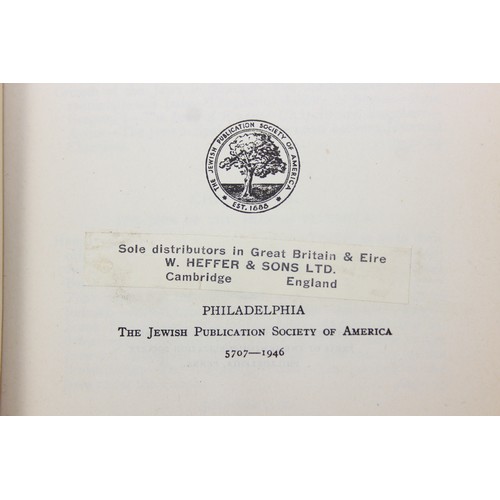 THE JEWISH PUBLICATION SOCIETY OF AMERICA
EST. 1888
Sole distributors in Great Britain & Eire
W. HEFFER & SONS LTD.
Cambridge England
PHILADELPHIA
THE JEWISH PUBLICATION SOCIETY OF AMERICA
5707—1946